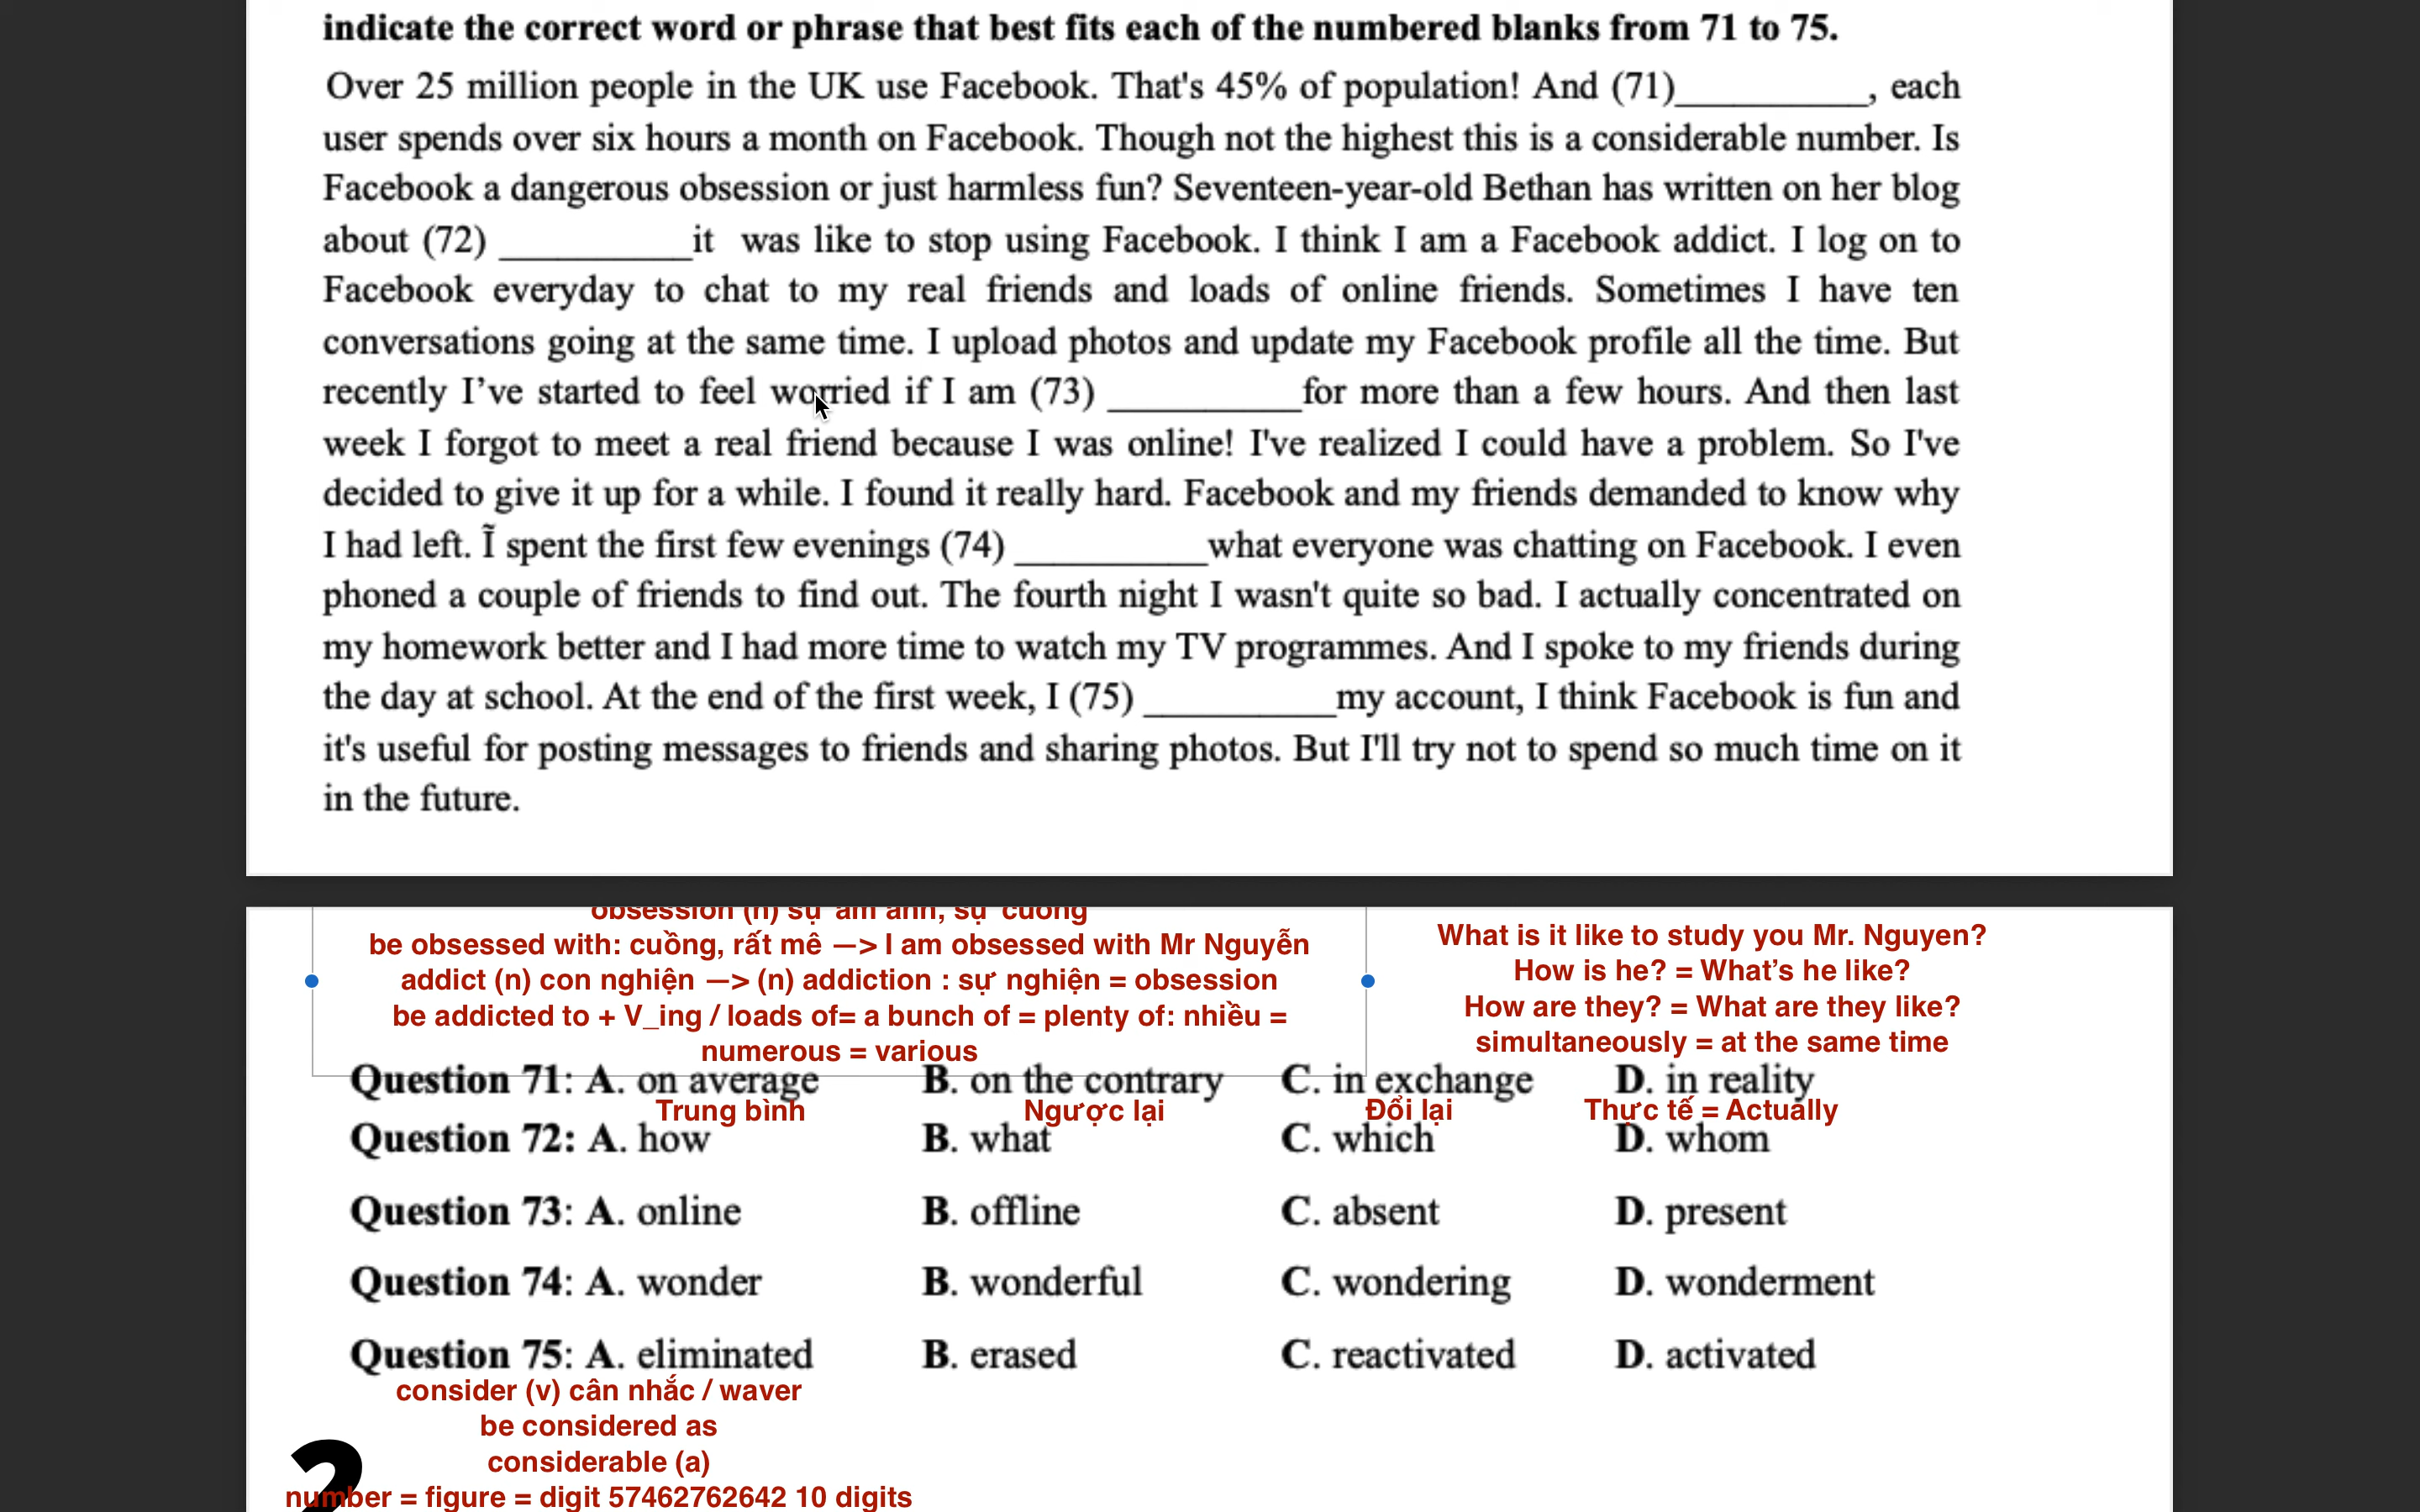 indicate the correct word or phrase that best fits each of the numbered blanks from 71 to 75.
Over 25 million people in the UK use Facebook. That's 45% of population! And (71)__________, each
user spends over six hours a month on Facebook. Though not the highest this is a considerable number. Is
Facebook a dangerous obsession or just harmless fun? Seventeen-year-old Bethan has written on her blog
about (72) __________it was like to stop using Facebook. I think I am a Facebook addict. I log on to
Facebook everyday to chat to my real friends and loads of online friends. Sometimes I have ten
conversations going at the same time. I upload photos and update my Facebook profile all the time. But
recently I’ve started to feel worried if I am (73) __________for more than a few hours. And then last
week I forgot to meet a real friend because I was online! I've realized I could have a problem. So I've
decided to give it up for a while. I found it really hard. Facebook and my friends demanded to know why
I had left. Ĩ spent the first few evenings (74) __________what everyone was chatting on Facebook. I even
phoned a couple of friends to find out. The fourth night I wasn't quite so bad. I actually concentrated on
my homework better and I had more time to watch my TV programmes. And I spoke to my friends during
the day at school. At the end of the first week, I (75) __________my account, I think Facebook is fun and
it's useful for posting messages to friends and sharing photos. But I'll try not to spend so much time on it
in the future.
obsession (n) sự ám ảnh, sự cuồng
be obsessed with: cuồng, rất mê —> I am obsessed with Mr Nguyễn
addict (n) con nghiện —> (n) addiction : sự nghiện = obsession
be addicted to + V_ing / loads of= a bunch of = plenty of: nhiều =
numerous = various
What is it like to study you Mr. Nguyen?
How is he? = What’s he like?
How are they? = What are they like?
simultaneously = at the same time
Question 71: A. on average B. on the contrary C. in exchange D. in reality
Trung bình Ngược lại Đổi lại Thực tế = Actually
Question 72: A. how B. what C. which D. whom
Question 73: A. online B. offline C. absent D. present
Question 74: A. wonder B. wonderful C. wondering D. wonderment
Question 75: A. eliminated B. erased C. reactivated D. activated
consider (v) cân nhắc / waver
be considered as
considerable (a)
2
number = figure = digit 57462762642 10 digits